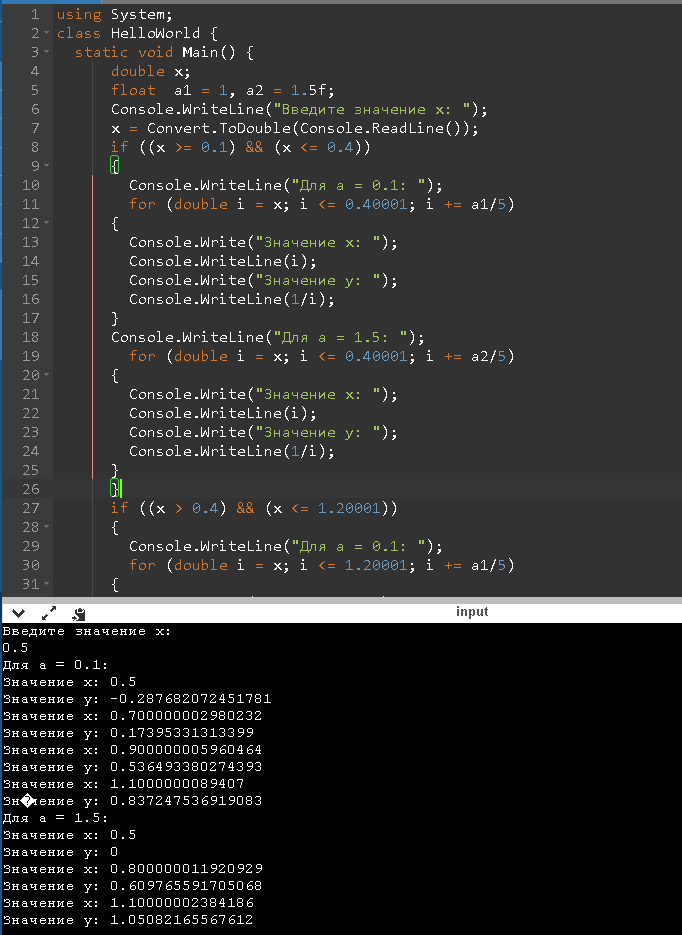 1 using System;
2 class HelloWorld {
3 static void Main() {
4 double x;
5 float  a1 = 1, a2 = 1.5f;
6 Console.WriteLine("Введите значение x: ");
7 x = Convert.ToDouble(Console.ReadLine());
8 if ((x >= 0.1) && (x <= 0.4))
9 {
10 Console.WriteLine("Для a = 0.1: ");
11 for (double i = x; i <= 0.40001; i += a1/5)
12 {
13 Console.Write("Значение x: ");
14 Console.WriteLine(i);
15 Console.Write("Значение y: ");
16 Console.WriteLine(1/i);
17 }
18 Console.WriteLine("Для a = 1.5: ");
19 for (double i = x; i <= 0.40001; i += a2/5)
20 {
21 Console.Write("Значение x: ");
22 Console.WriteLine(i);
23 Console.Write("Значение y: ");
24 Console.WriteLine(1/i);
25 }
26 }
27 if ((x > 0.4) && (x <= 1.20001))
28 {
29 Console.WriteLine("Для a = 0.1: ");
30 for (double i = x; i <= 1.20001; i += a1/5)
31 {
input
Введите значение x:
0.5
Для a = 0.1:
Значение x: 0.5
Значение y: -0.287682072451781
Значение x: 0.700000002980232
Значение y: 0.17395331313399
Значение x: 0.900000005960464
Значение y: 0.536493380274393
Значение x: 1.1000000089407
Зн�чение y: 0.837247536919083
Для a = 1.5:
Значение x: 0.5
Значение y: 0
Значение x: 0.800000011920929
Значение y: 0.609765591705068
Значение x: 1.10000002384186
Значение y: 1.05082165567612